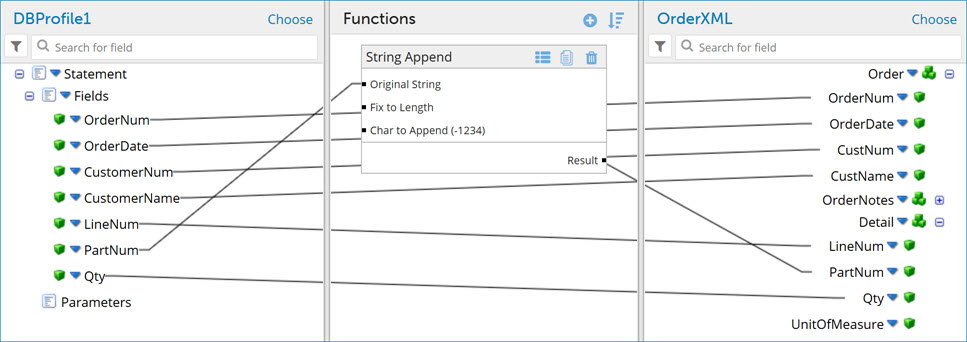 DBProfile1 Choose
Search for field
Statement
Fields
OrderNum
OrderDate
CustomerNum
CustomerName
LineNum
PartNum
Qty
Parameters
Functions
String Append
Original String
Fix to Length
Char to Append (-1234)
Result
OrderXML Choose
Search for field
Order
OrderNum
OrderDate
CustNum
CustName
OrderNotes
Detail
LineNum
PartNum
Qty
UnitOfMeasure